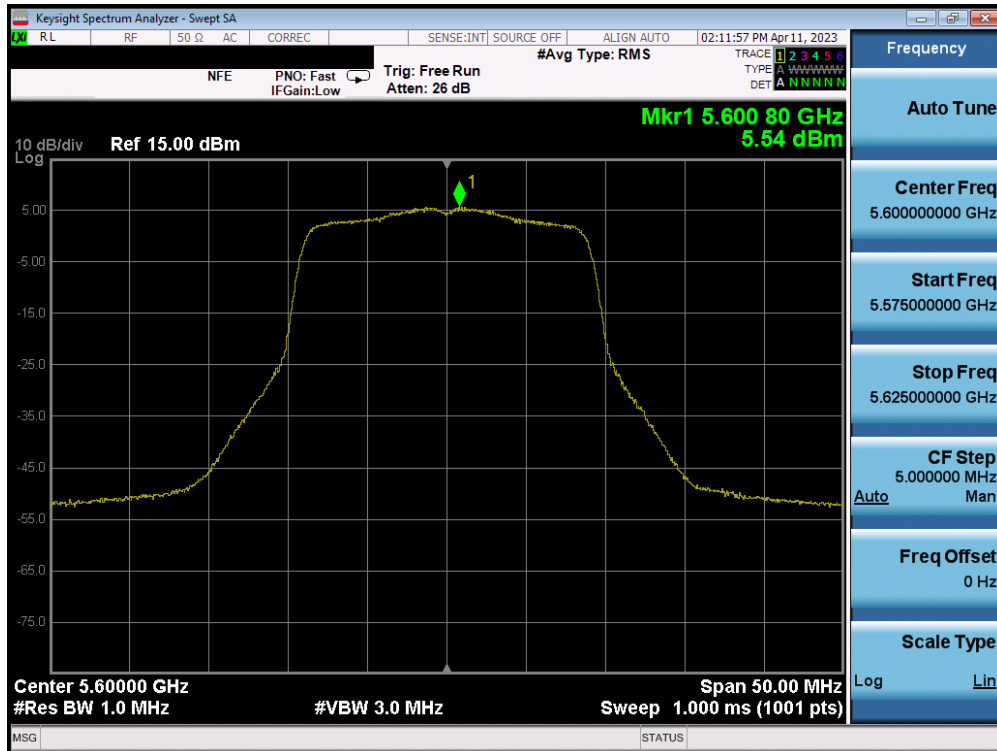 Keysight Spectrum Analyzer - Swept SA
LXI RL RF 50 Ω AC CORREC SENSE:INT SOURCE OFF ALIGN AUTO 02:11:57 PM Apr 11, 2023
#Avg Type: RMS
TRACE 1 2 3 4 5 6
TYPE A WWWWW
DET A N N N N N
NFE PNO: Fast Trig: Free Run
IFGain:Low Atten: 26 dB
Mkr1 5.600 80 GHz
5.54 dBm
10 dB/div Ref 15.00 dBm
Log
1
5.00
-5.00
-15.0
-25.0
-35.0
-45.0
-55.0
-65.0
-75.0
Center 5.60000 GHz Span 50.00 MHz
#Res BW 1.0 MHz #VBW 3.0 MHz Sweep 1.000 ms (1001 pts)
MSG STATUS
Frequency
Auto Tune
Center Freq
5.600000000 GHz
Start Freq
5.575000000 GHz
Stop Freq
5.625000000 GHz
CF Step
5.000000 MHz
Auto Man
Freq Offset
0 Hz
Scale Type
Log Lin